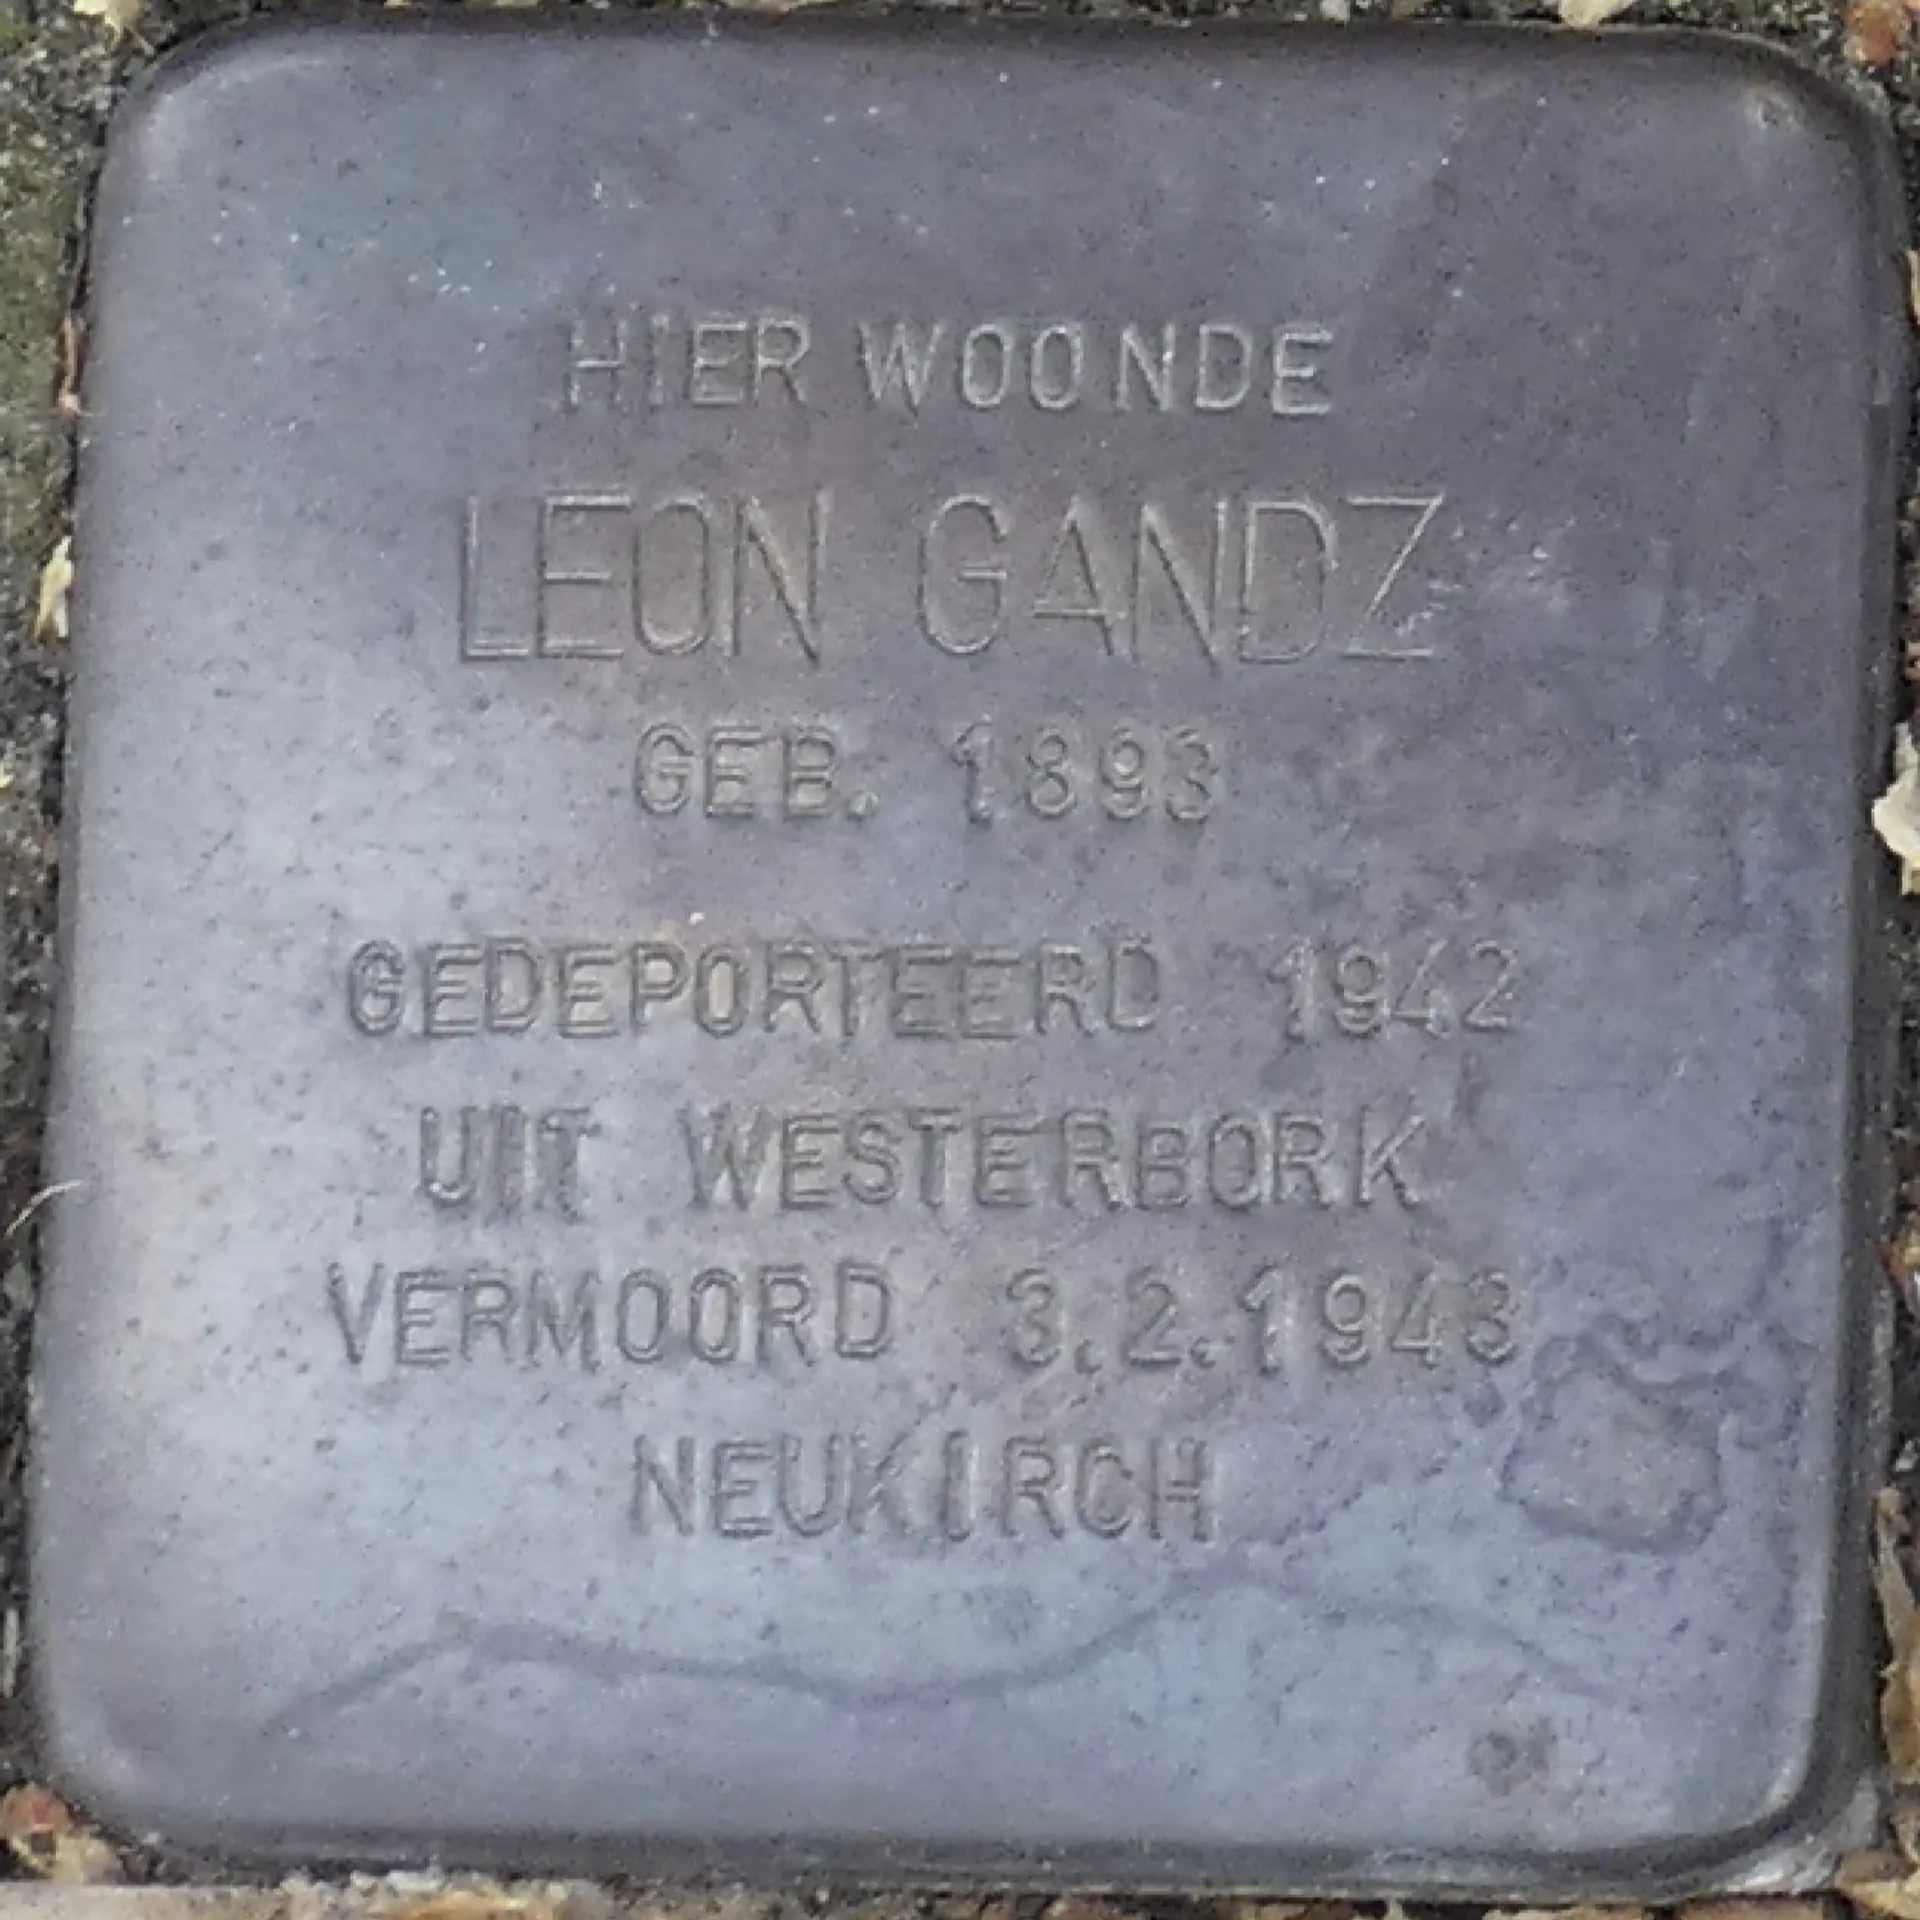 HIER WOONDE
LEON GANDZ
GEB. 1893
GEDEPORTEERD 1942
UIT WESTERBORK
VERMOORD 3.2.1943
NEUKIRCH